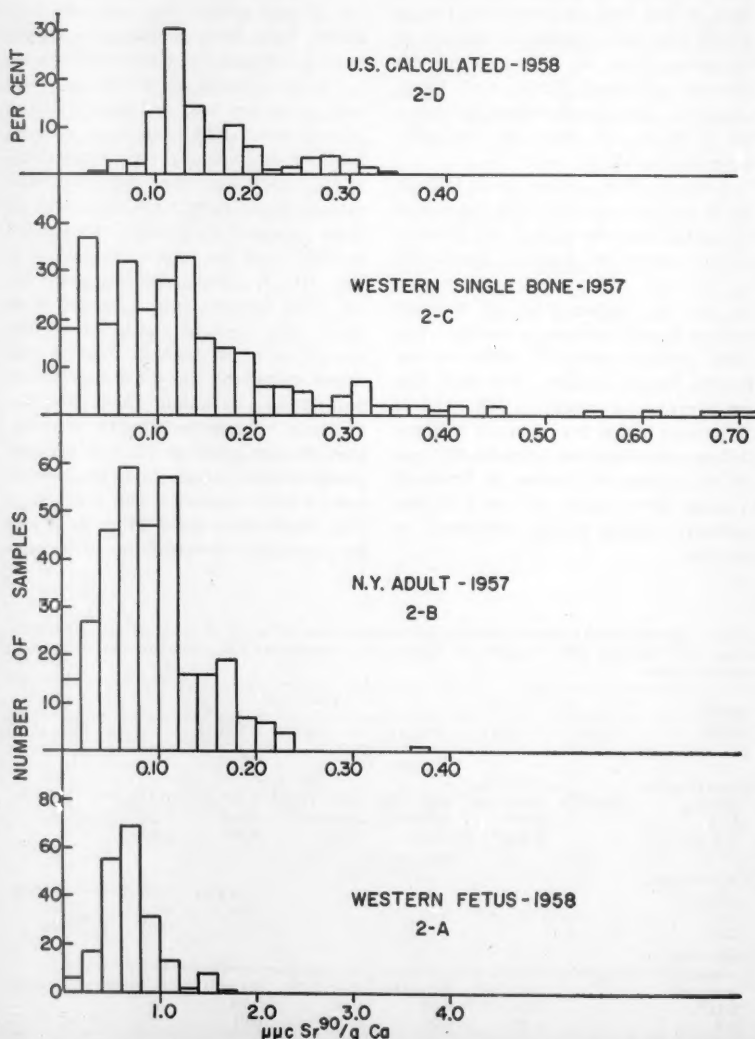 30
20
10
PER CENT
U.S. CALCULATED - 1958
2-D
0.10 0.20 0.30 0.40
40
30
20
10
WESTERN SINGLE BONE - 1957
2-C
0.10 0.20 0.30 0.40 0.50 0.60 0.70
60
50
40
30
20
10
NUMBER OF SAMPLES
N.Y. ADULT - 1957
2-B
0.10 0.20 0.30 0.40
80
60
40
20
0
WESTERN FETUS - 1958
2-A
1.0 2.0 3.0 4.0
μμc Sr⁹⁰/g Ca